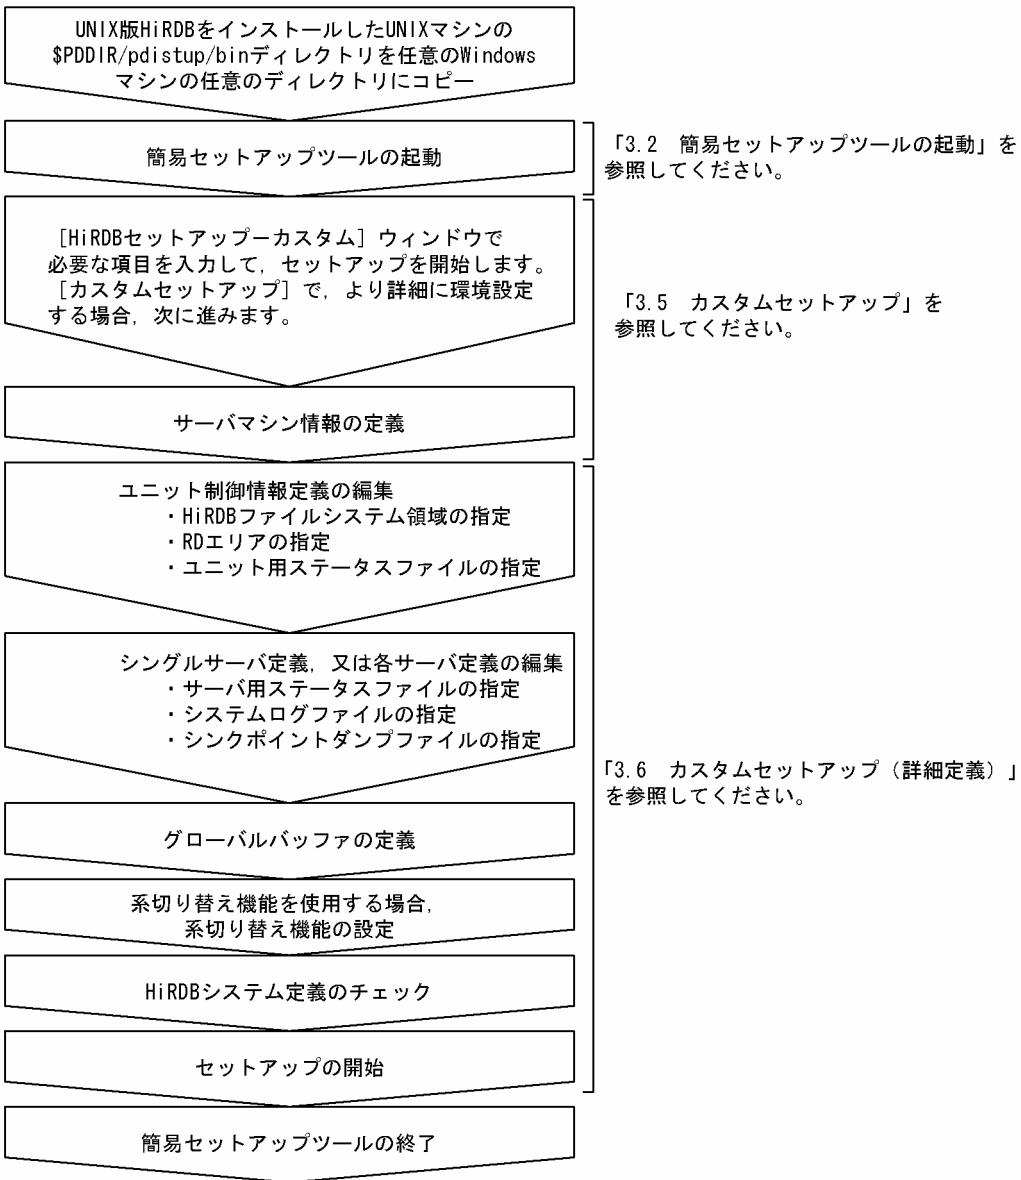 UNIX版HiRDBをインストールしたUNIXマシンの
$PDDIR/pdistup/binディレクトリを任意のWindows
マシンの任意のディレクトリにコピー
簡易セットアップツールの起動
「3.2　簡易セットアップツールの起動」を
参照してください。
［HiRDBセットアップーカスタム］ウィンドウで
必要な項目を入力して，セットアップを開始します。
［カスタムセットアップ］で，より詳細に環境設定
する場合，次に進みます。
「3.5　カスタムセットアップ」を
参照してください。
サーバマシン情報の定義
ユニット制御情報定義の編集
・HiRDBファイルシステム領域の指定
・RDエリアの指定
・ユニット用ステータスファイルの指定
シングルサーバ定義，又は各サーバ定義の編集
・サーバ用ステータスファイルの指定
・システムログファイルの指定
・シンクポイントダンプファイルの指定
「3.6　カスタムセットアップ（詳細定義）」
を参照してください。
グローバルバッファの定義
系切り替え機能を使用する場合，
系切り替え機能の設定
HiRDBシステム定義のチェック
セットアップの開始
簡易セットアップツールの終了